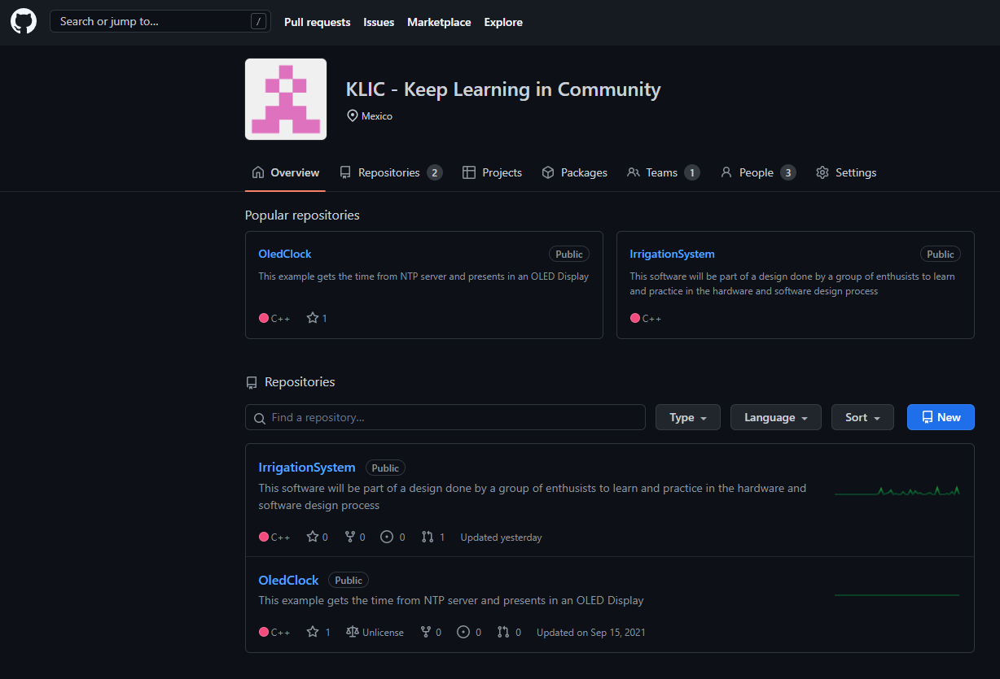 Search or jump to... / Pull requests Issues Marketplace Explore
KLIC - Keep Learning in Community
Mexico
Overview Repositories 2 Projects Packages Teams 1 People 3 Settings
Popular repositories
OledClock Public
This example gets the time from NTP server and presents in an OLED Display
C++ 1
IrrigationSystem Public
This software will be part of a design done by a group of enthusists to learn
and practice in the hardware and software design process
C++
Repositories
Find a repository... Type Language Sort New
IrrigationSystem Public
This software will be part of a design done by a group of enthusists to learn and practice in the hardware and
software design process
C++ 0 0 0 1 Updated yesterday
OledClock Public
This example gets the time from NTP server and presents in an OLED Display
C++ 1 Unlicense 0 0 0 Updated on Sep 15, 2021